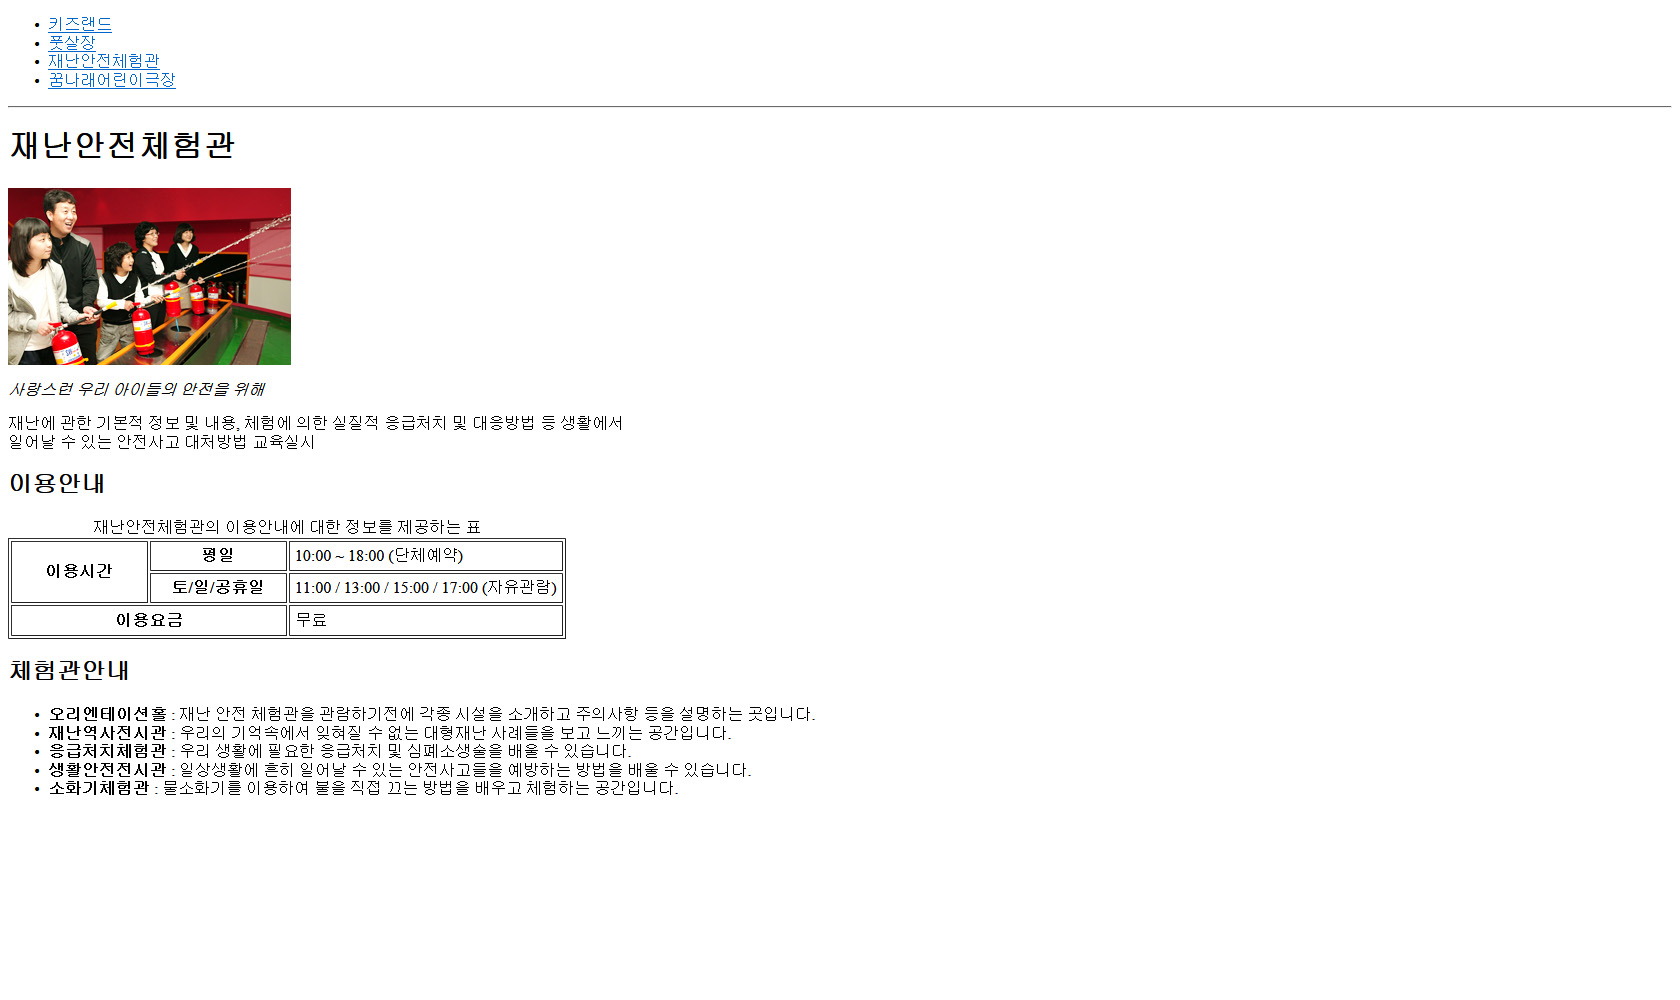 키즈랜드
풋살장
재난안전체험관
꿈나래어린이극장
재난안전체험관
사랑스런 우리 아이들의 안전을 위해
재난에 관한 기본적 정보 및 내용, 체험에 의한 실질적 응급처치 및 대응방법 등 생활에서
일어날 수 있는 안전사고 대처방법 교육실시
이용안내
재난안전체험관의 이용안내에 대한 정보를 제공하는 표
이용시간 평일 10:00 ~ 18:00 (단체예약)
토/일/공휴일 11:00 / 13:00 / 15:00 / 17:00 (자유관람)
이용요금 무료
체험관안내
오리엔테이션홀 : 재난 안전 체험관을 관람하기전에 각종 시설을 소개하고 주의사항 등을 설명하는 곳입니다.
재난역사전시관 : 우리의 기억속에서 잊혀질 수 없는 대형재난 사례들을 보고 느끼는 공간입니다.
응급처치체험관 : 우리 생활에 필요한 응급처치 및 심폐소생술을 배울 수 있습니다.
생활안전전시관 : 일상생활에 흔히 일어날 수 있는 안전사고들을 예방하는 방법을 배울 수 있습니다.
소화기체험관 : 물소화기를 이용하여 불을 직접 끄는 방법을 배우고 체험하는 공간입니다.